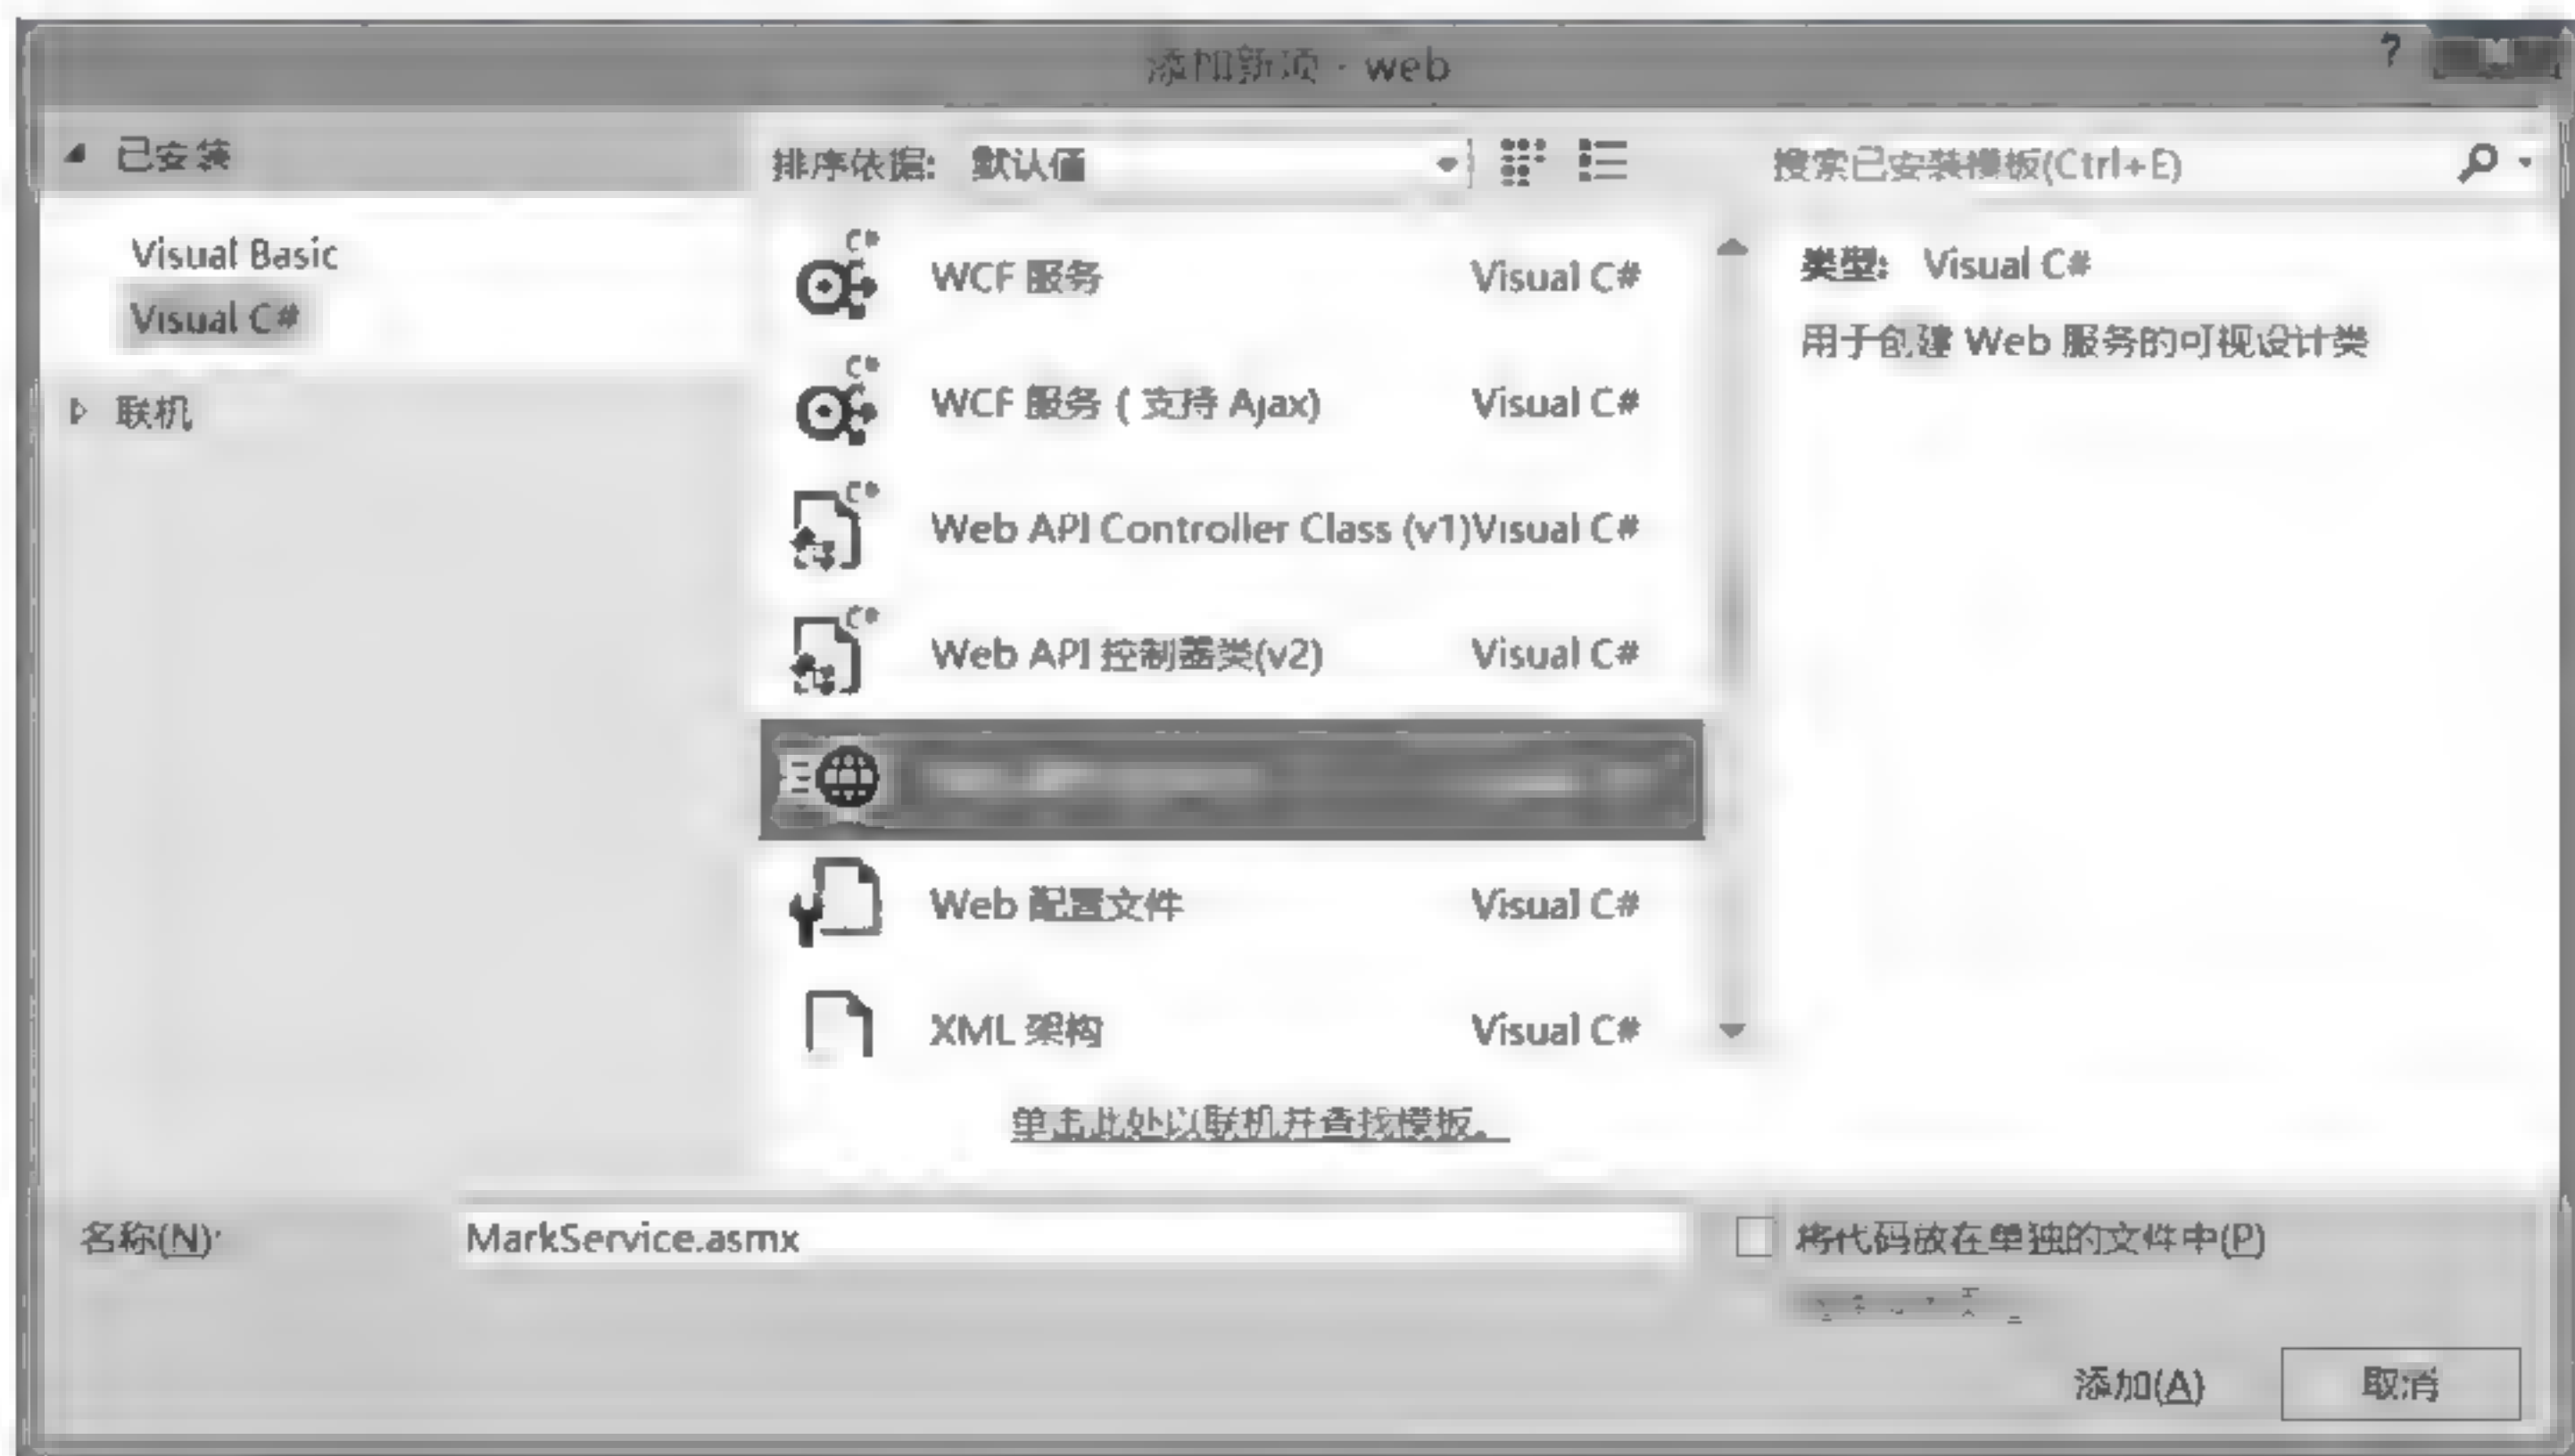 添加新项 - web
?
已安装
排序依据: 默认值
搜索已安装模板(Ctrl+E)
Visual Basic
Visual C#
联机
C#
WCF 服务 Visual C#
C#
WCF 服务 ( 支持 Ajax) Visual C#
C#
Web API Controller Class (v1) Visual C#
C#
Web API 控制器类(v2) Visual C#
Web 配置文件 Visual C#
XML 架构 Visual C#
单击此处以联机并查找模板。
类型: Visual C#
用于创建 Web 服务的可视设计类
名称(N): MarkService.asmx
将代码放在单独的文件中(P)
添加(A)
取消